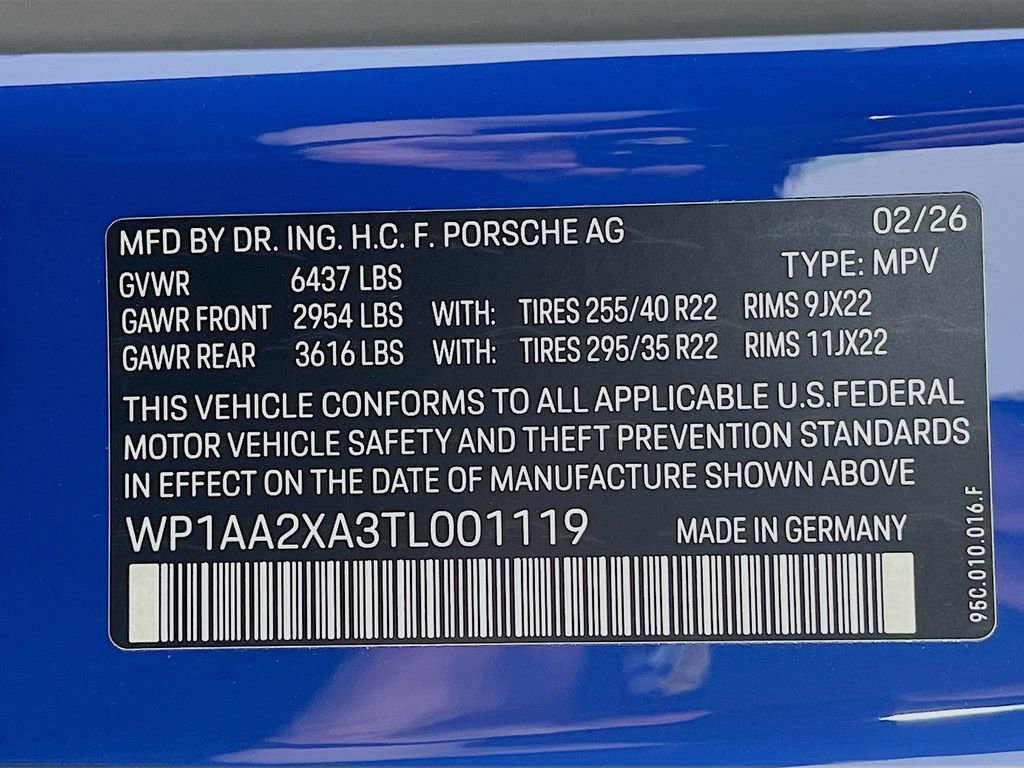 MFD BY DR. ING. H.C. F. PORSCHE AG 02/26
GVWR 6437 LBS TYPE: MPV
GAWR FRONT 2954 LBS WITH: TIRES 255/40 R22 RIMS 9JX22
GAWR REAR 3616 LBS WITH: TIRES 295/35 R22 RIMS 11JX22
THIS VEHICLE CONFORMS TO ALL APPLICABLE U.S.FEDERAL
MOTOR VEHICLE SAFETY AND THEFT PREVENTION STANDARDS
IN EFFECT ON THE DATE OF MANUFACTURE SHOWN ABOVE
WP1AA2XA3TL001119 MADE IN GERMANY
95C.010.016.F